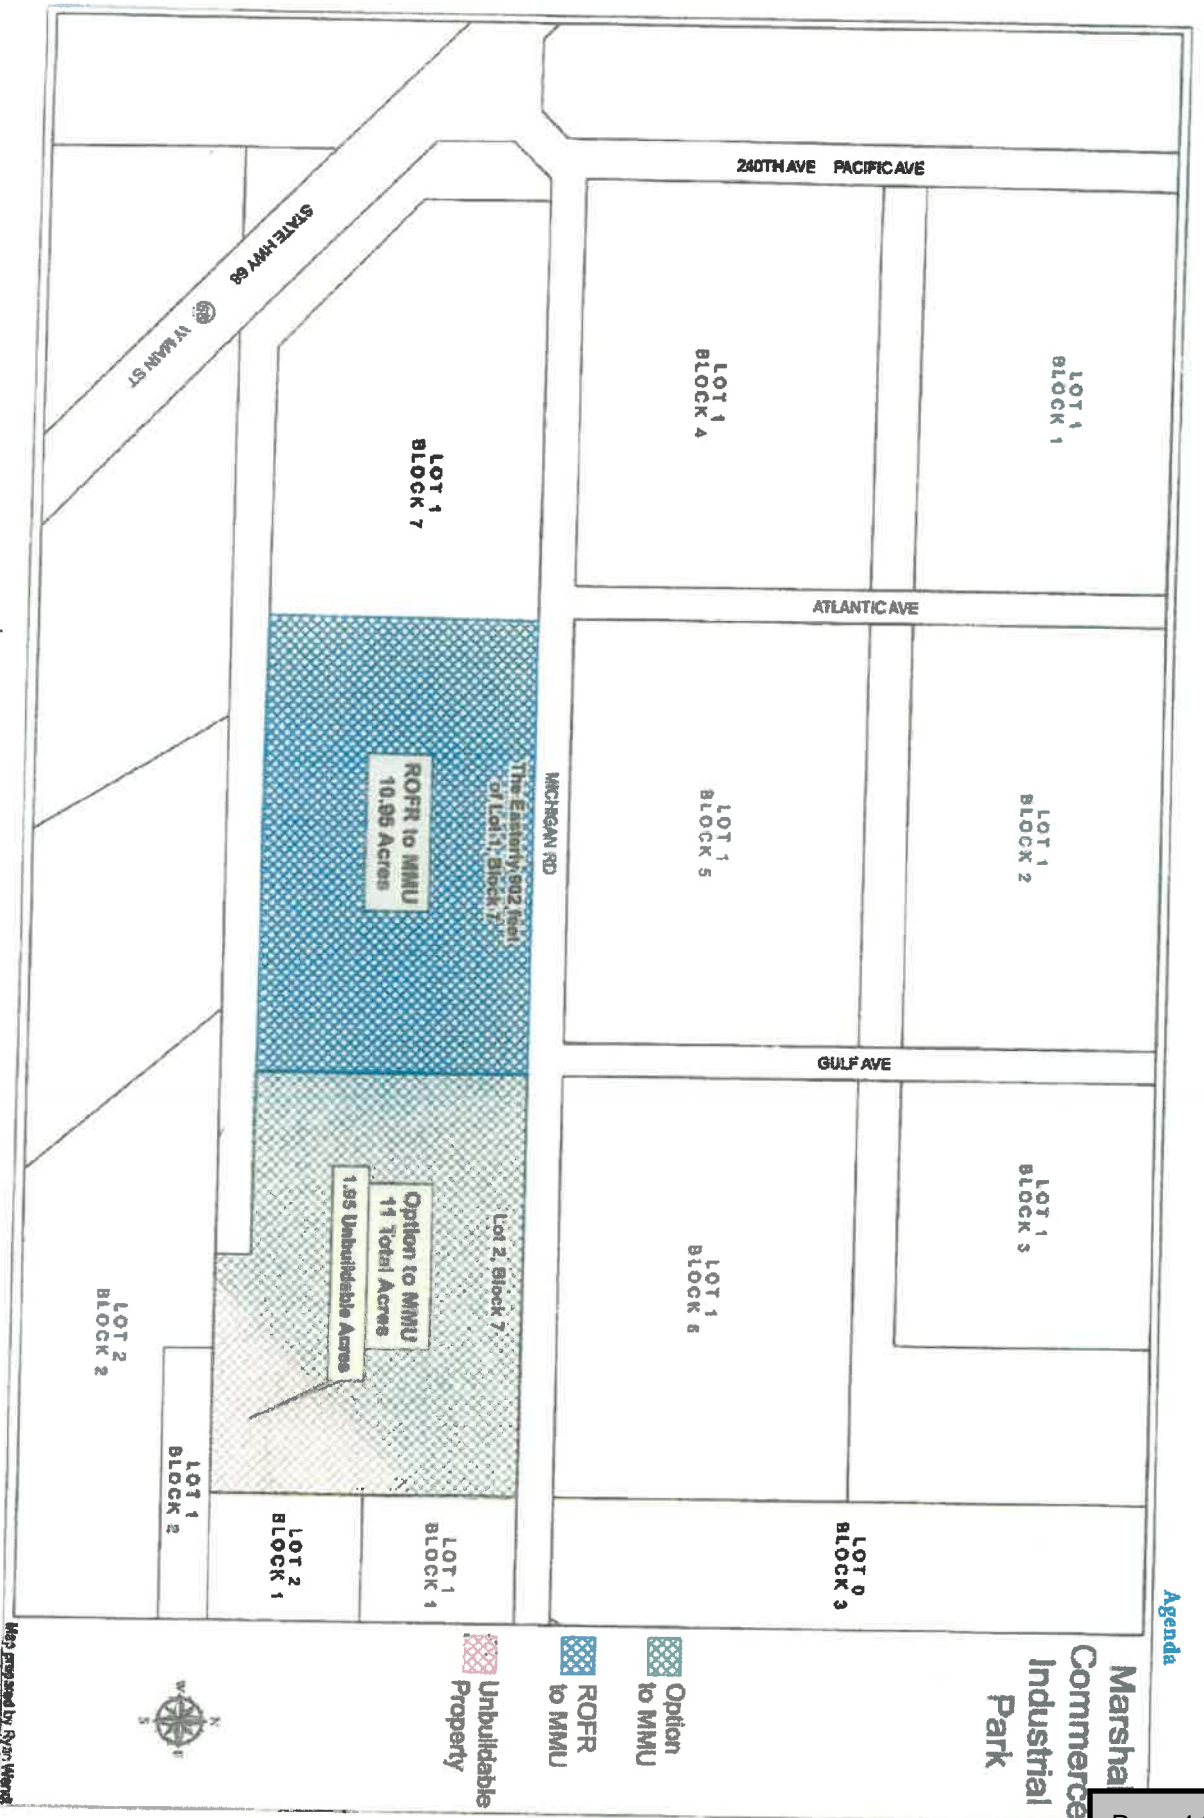 Agenda
Marshal
Commerce
Industrial
Park
240TH AVE PACIFIC AVE
ATLANTIC AVE
GULF AVE
MICHIGAN RD
STATE HWY 68
68
W MAIN ST
LOT 1
BLOCK 1
LOT 1
BLOCK 2
LOT 1
BLOCK 3
LOT 1
BLOCK 4
LOT 1
BLOCK 5
LOT 1
BLOCK 6
LOT 0
BLOCK 3
LOT 1
BLOCK 7
The Easterly 902 feet
of Lot 1, Block 7
ROFR to MMU
10.95 Acres
Lot 2, Block 7
Option to MMU
11 Total Acres
1.95 Unbuildable Acres
LOT 1
BLOCK 1
LOT 2
BLOCK 1
LOT 1
BLOCK 2
LOT 2
BLOCK 2
Option
to MMU
ROFR
to MMU
Unbuildable
Property
N
W E
S
Map prepared by Ryan